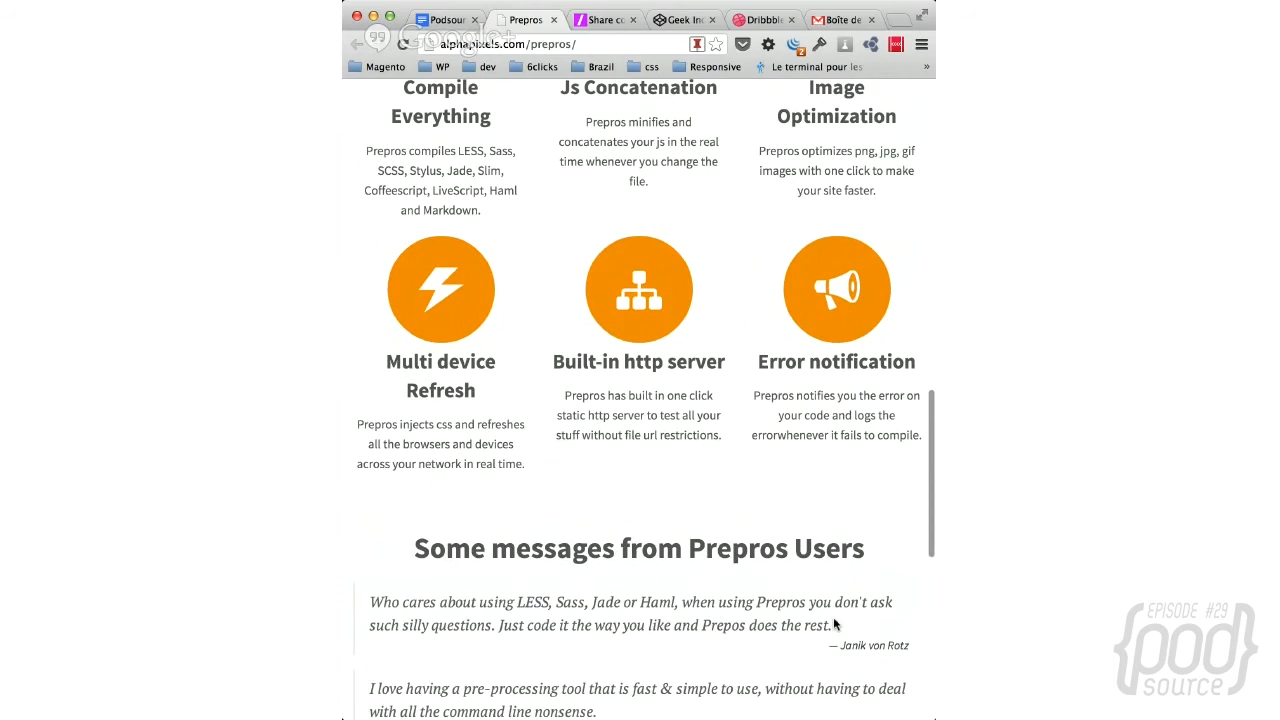 Podsour
Prepros
Share co
Geek Inc
Dribbble
Boîte de
Google+
alphapixels.com/prepros/
2
Magento
WP
dev
6clicks
Brazil
css
Responsive
Le terminal pour les
»
Compile
Everything
Prepros compiles LESS, Sass,
SCSS, Stylus, Jade, Slim,
Coffeescript, LiveScript, Haml
and Markdown.
Js Concatenation
Prepros minifies and
concatenates your js in the real
time whenever you change the
file.
Image
Optimization
Prepros optimizes png, jpg, gif
images with one click to make
your site faster.
Multi device
Refresh
Prepros injects css and refreshes
all the browsers and devices
across your network in real time.
Built-in http server
Prepros has built in one click
static http server to test all your
stuff without file url restrictions.
Error notification
Prepros notifies you the error on
your code and logs the
errorwhenever it fails to compile.
Some messages from Prepros Users
Who cares about using LESS, Sass, Jade or Haml, when using Prepros you don't ask
such silly questions. Just code it the way you like and Prepos does the rest.
— Janik von Rotz
I love having a pre-processing tool that is fast & simple to use, without having to deal
with all the command line nonsense.
EPISODE #29
{pod}
source